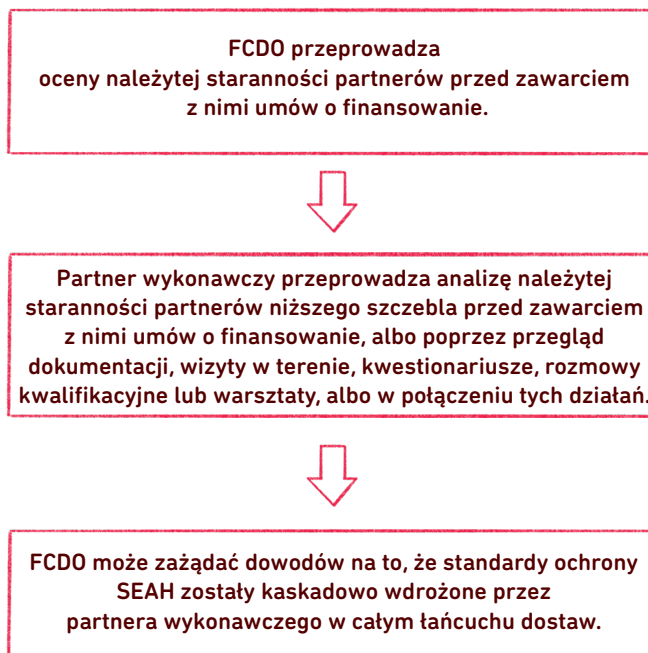 FCDO przeprowadza
oceny należytej staranności partnerów przed zawarciem
z nimi umów o finansowanie.
Partner wykonawczy przeprowadza analizę należytej
staranności partnerów niższego szczebla przed zawarciem
z nimi umów o finansowanie, albo poprzez przegląd
dokumentacji, wizyty w terenie, kwestionariusze, rozmowy
kwalifikacyjne lub warsztaty, albo w połączeniu tych działań.
FCDO może zażądać dowodów na to, że standardy ochrony
SEAH zostały kaskadowo wdrożone przez
partnera wykonawczego w całym łańcuchu dostaw.